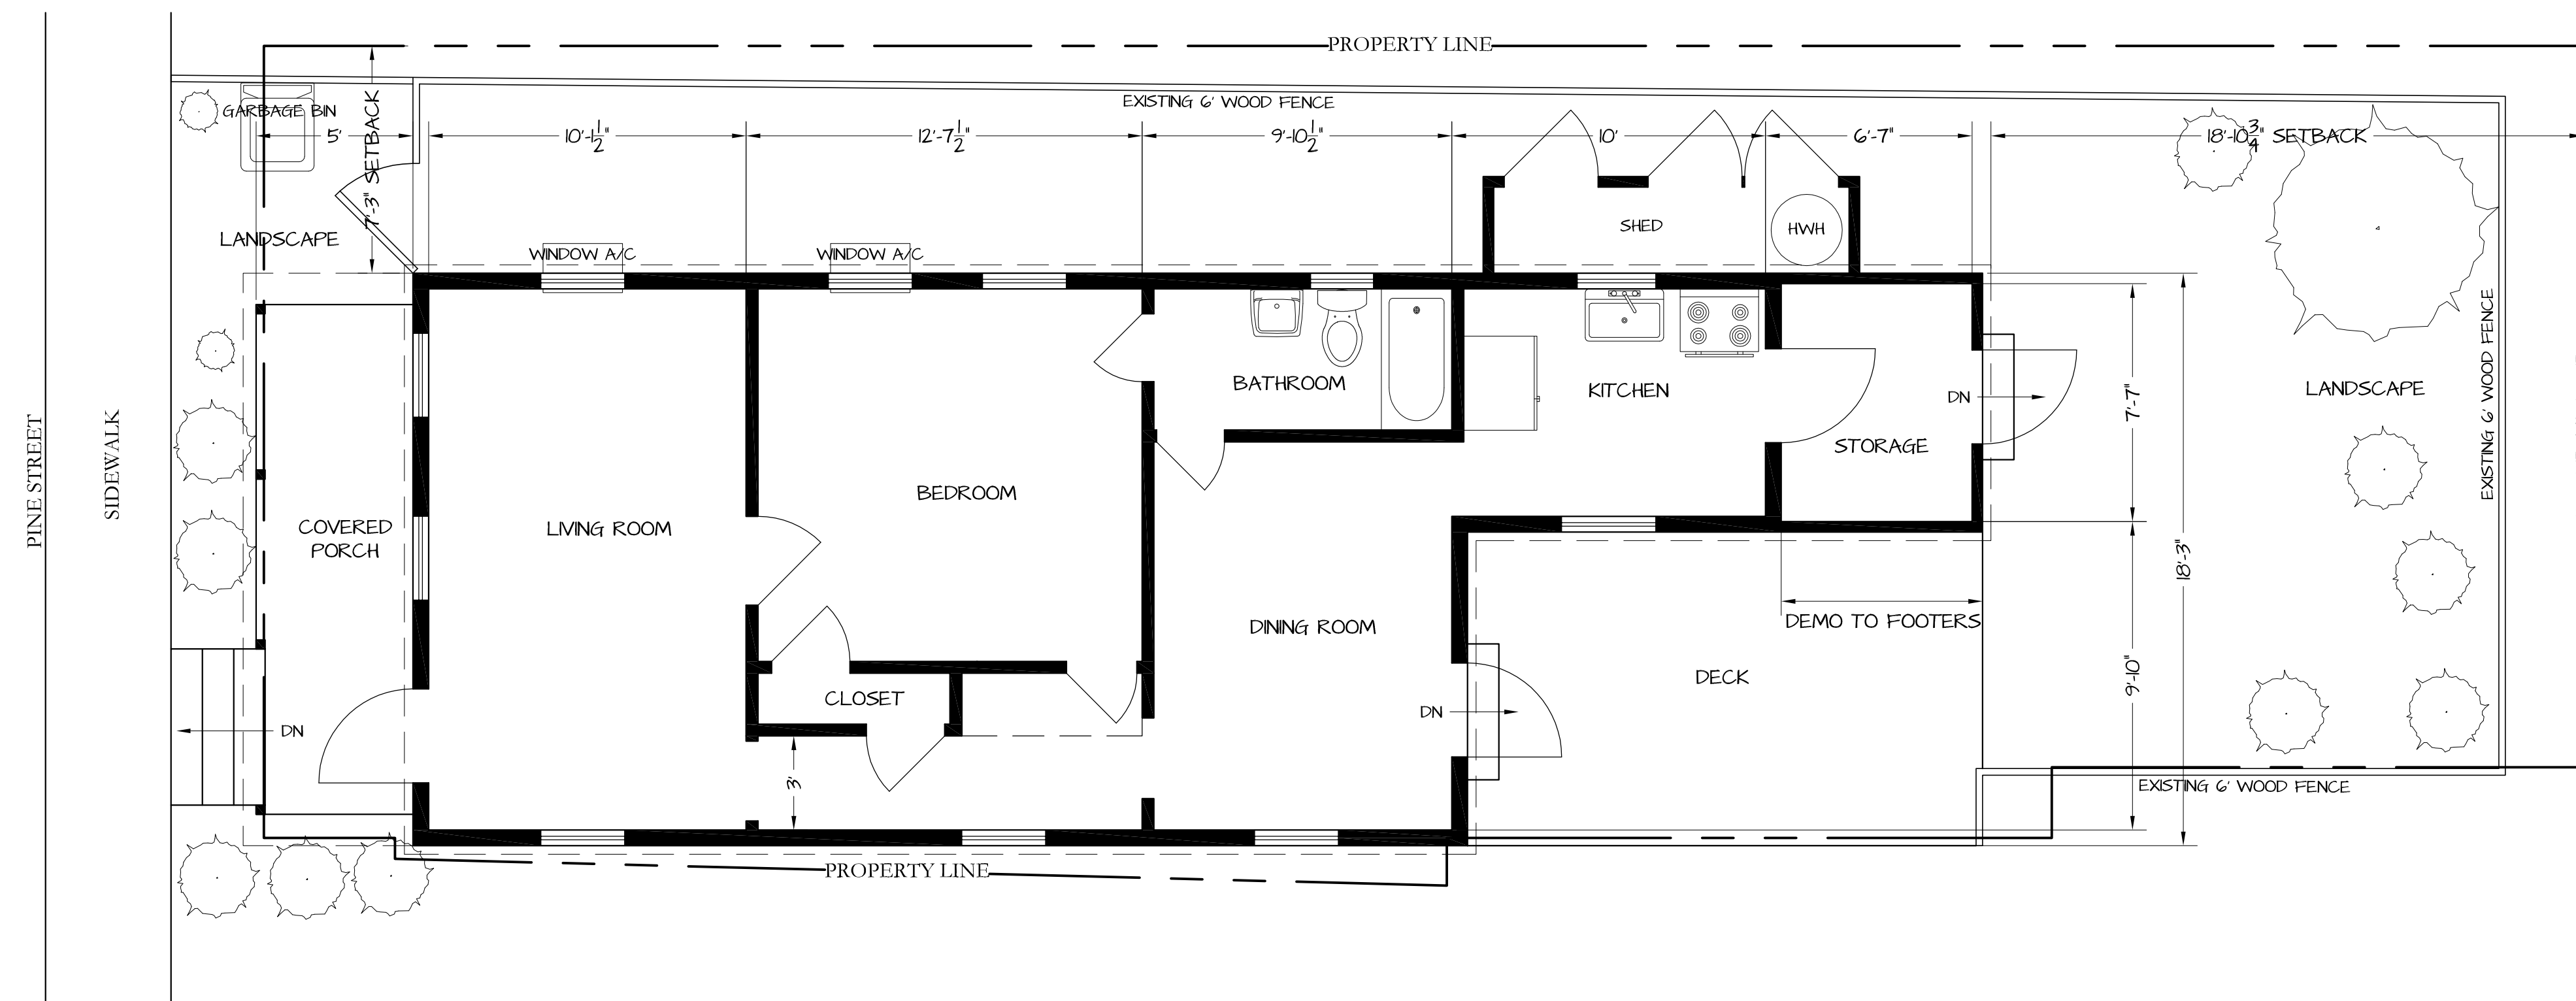 PROPERTY LINE
EXISTING 6' WOOD FENCE
GARBAGE BIN
5'
7'-3" SETBACK
10'-1 1/2"
12'-7 1/2"
9'-10 1/2"
10'
6'-7"
18'-10 3/4" SETBACK
LANDSCAPE
WINDOW A/C
WINDOW A/C
SHED
HWH
PINE STREET
SIDEWALK
COVERED
PORCH
LIVING ROOM
BEDROOM
BATHROOM
KITCHEN
STORAGE
DN
7'-7"
LANDSCAPE
EXISTING 6' WOOD FENCE
18'-3"
DINING ROOM
DEMO TO FOOTERS
DECK
9'-10"
CLOSET
DN
DN
3'
EXISTING 6' WOOD FENCE
PROPERTY LINE